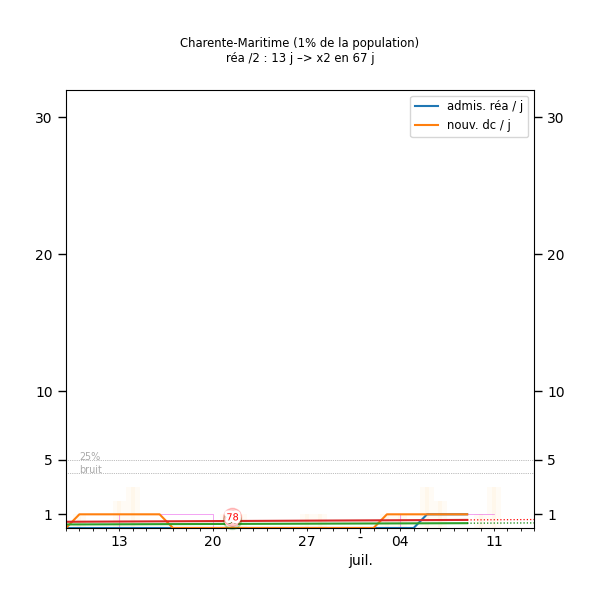 Charente-Maritime (1% de la population)
réa /2 : 13 j –> x2 en 67 j
admis. réa / j
nouv. dc / j
30 30
20 20
10 10
25%
5 5
bruit
78
1 1
13 20 27 - 04 11
juil.